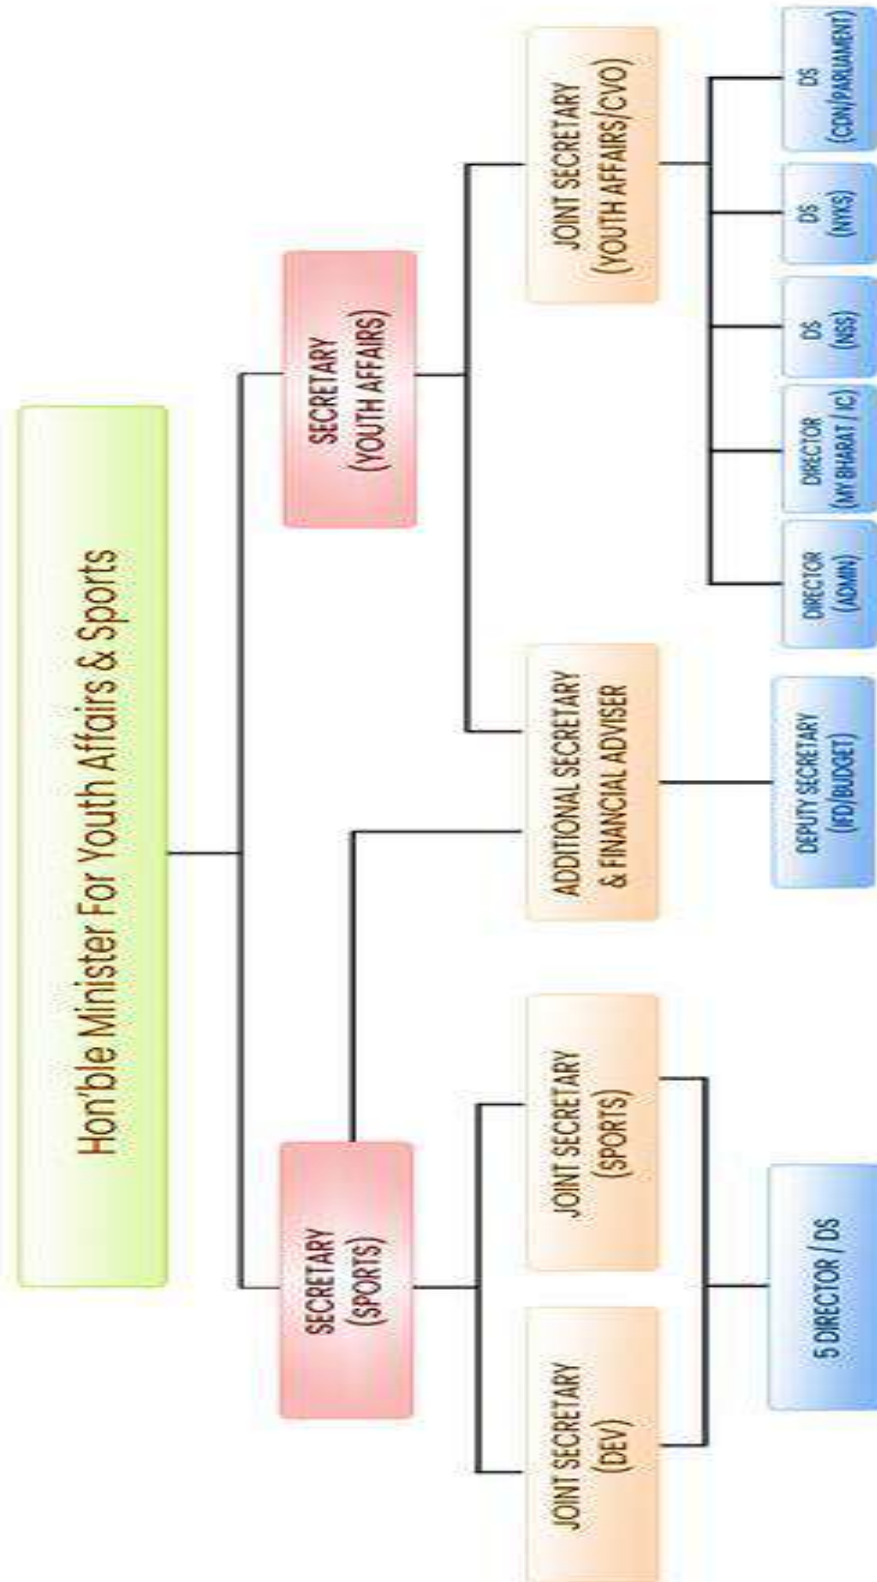 Hon'ble Minister For Youth Affairs & Sports
SECRETARY
(SPORTS)
SECRETARY
(YOUTH AFFAIRS)
JOINT SECRETARY
(DEV)
JOINT SECRETARY
(SPORTS)
ADDITIONAL SECRETARY
& FINANCIAL ADVISER
JOINT SECRETARY
(YOUTH AFFAIRS/CVO)
5 DIRECTOR / DS
DEPUTY SECRETARY
(IFD/BUDGET)
DIRECTOR
(ADMIN)
DIRECTOR
(MY BHARAT / IC)
DS
(NSS)
DS
(NYKS)
DS
(CDN/PARLIAMENT)